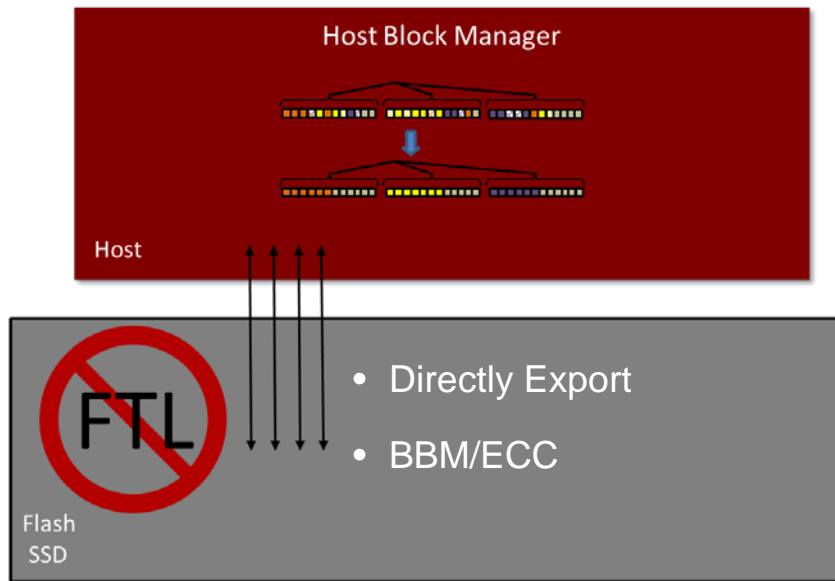 Host Block Manager
Host
FTL
• Directly Export
• BBM/ECC
Flash
SSD